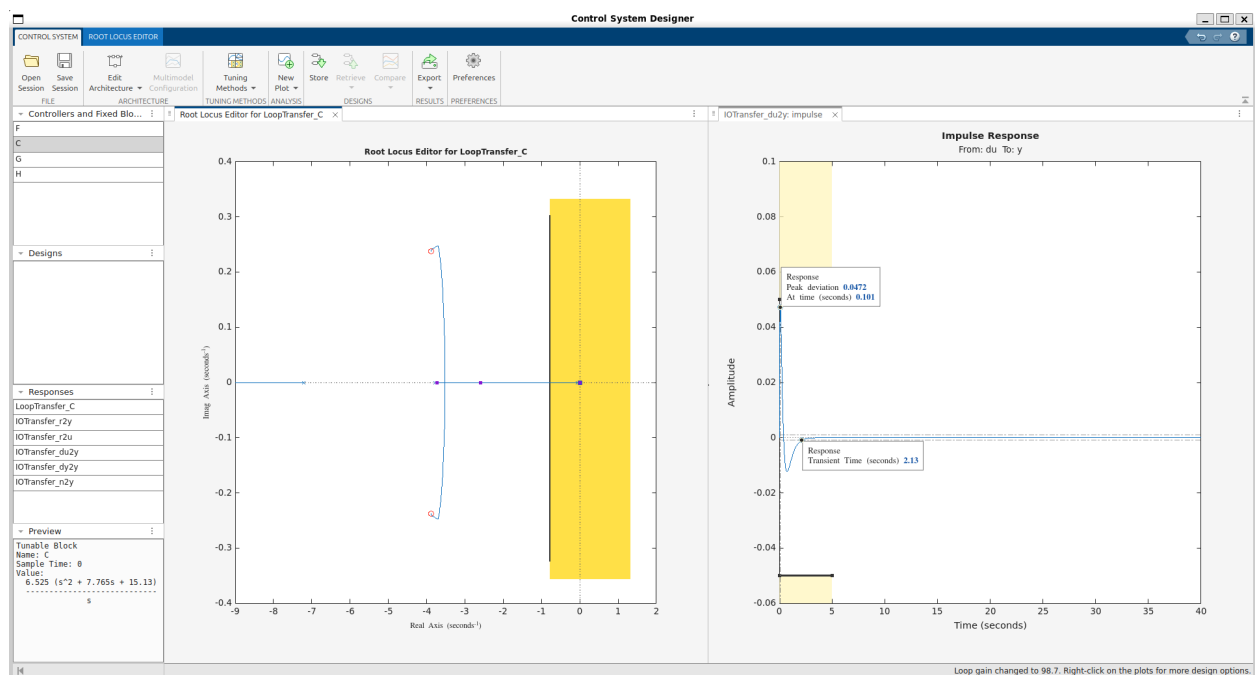 Control System Designer
CONTROL SYSTEM
ROOT LOCUS EDITOR
Open Session
Save Session
Edit Architecture
Multimodel Configuration
Tuning Methods
New Plot
Store
Retrieve
Compare
Export
Preferences
FILE
ARCHITECTURE
TUNING METHODS
ANALYSIS
DESIGNS
RESULTS
PREFERENCES
Controllers and Fixed Blo...
F
C
G
H
Designs
Responses
LoopTransfer_C
IOTransfer_r2y
IOTransfer_r2u
IOTransfer_du2y
IOTransfer_dy2y
IOTransfer_n2y
Preview
Tunable Block
Name: C
Sample Time: 0
Value:
6.525 (s^2 + 7.765s + 15.13)
----------------------------
s
Root Locus Editor for LoopTransfer_C
Root Locus Editor for LoopTransfer_C
0.4
0.3
0.2
0.1
0
-0.1
-0.2
-0.3
-0.4
Imag Axis (seconds⁻¹)
-9 -8 -7 -6 -5 -4 -3 -2 -1 0 1 2
Real Axis (seconds⁻¹)
IOTransfer_du2y: impulse
Impulse Response
From: du To: y
0.1
0.08
0.06
0.04
0.02
0
-0.02
-0.04
-0.06
Amplitude
Response
Peak deviation 0.0472
At time (seconds) 0.101
Response
Transient Time (seconds) 2.13
0 5 10 15 20 25 30 35 40
Time (seconds)
Loop gain changed to 98.7. Right-click on the plots for more design options.